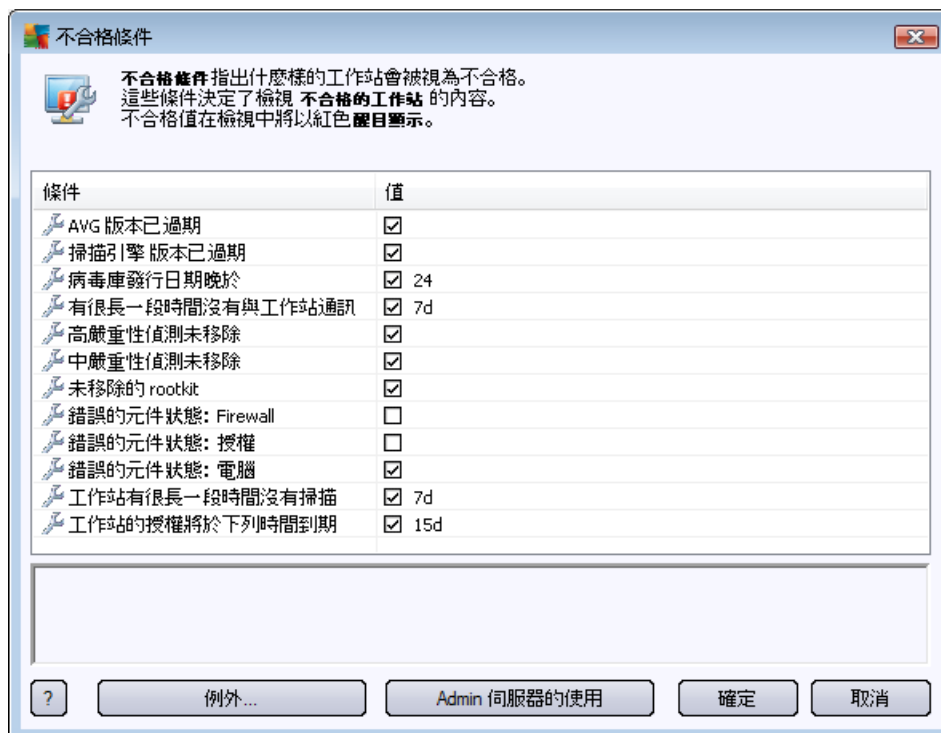 不合格條件
不合格條件指出什麼樣的工作站會被視為不合格。
這些條件決定了檢視 不合格的工作站 的內容。
不合格值在檢視中將以紅色醒目顯示。
條件 值
AVG 版本已過期
掃描引擎 版本已過期
病毒庫發行日期晚於 24
有很長一段時間沒有與工作站通訊 7d
高嚴重性偵測未移除
中嚴重性偵測未移除
未移除的 rootkit
錯誤的元件狀態: Firewall
錯誤的元件狀態: 授權
錯誤的元件狀態: 電腦
工作站有很長一段時間沒有掃描 7d
工作站的授權將於下列時間到期 15d
? 例外... Admin 伺服器的使用 確定 取消